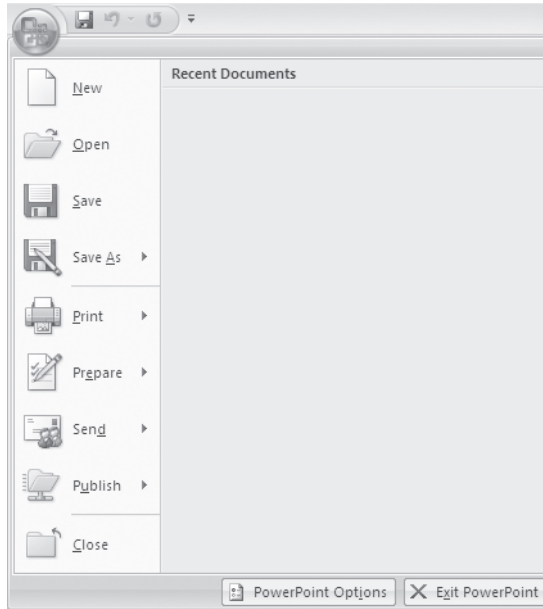 Recent Documents
New
Open
Save
Save As
Print
Prepare
Send
Publish
Close
PowerPoint Options
Exit PowerPoint